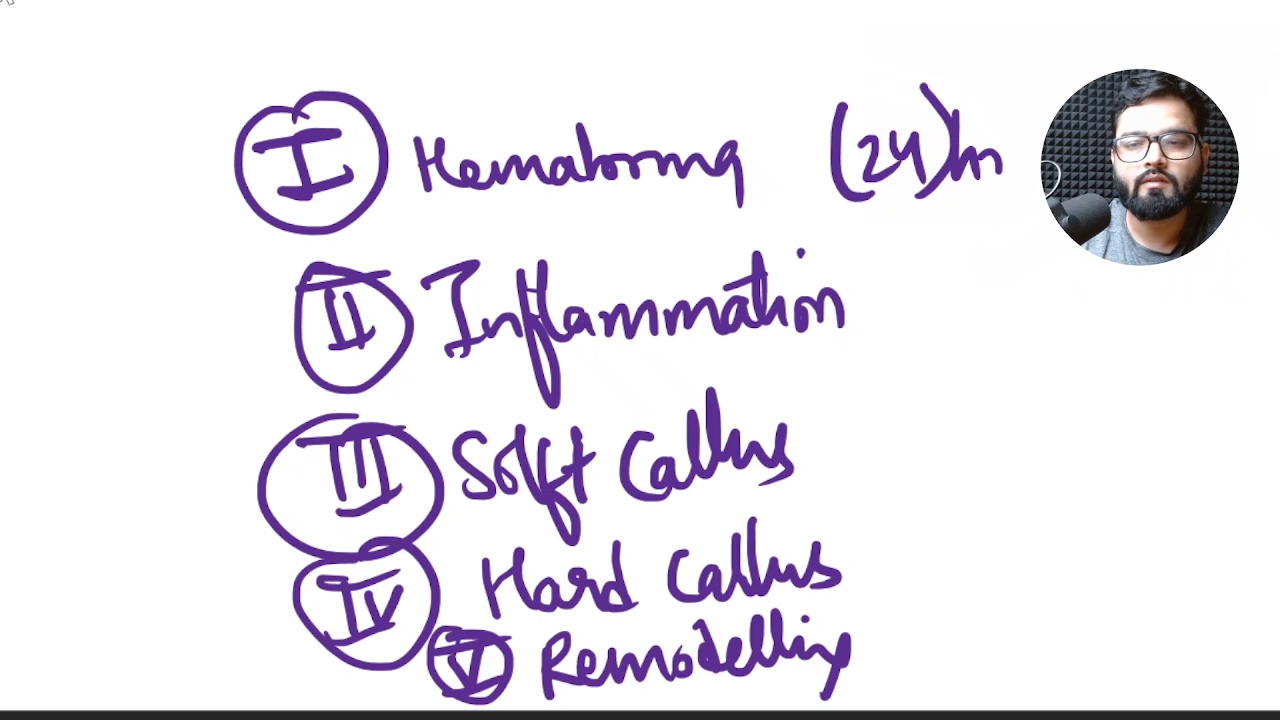 I Hematoma (24)hr
II Inflammation
III Soft Callus
IV Hard Callus
V Remodelling